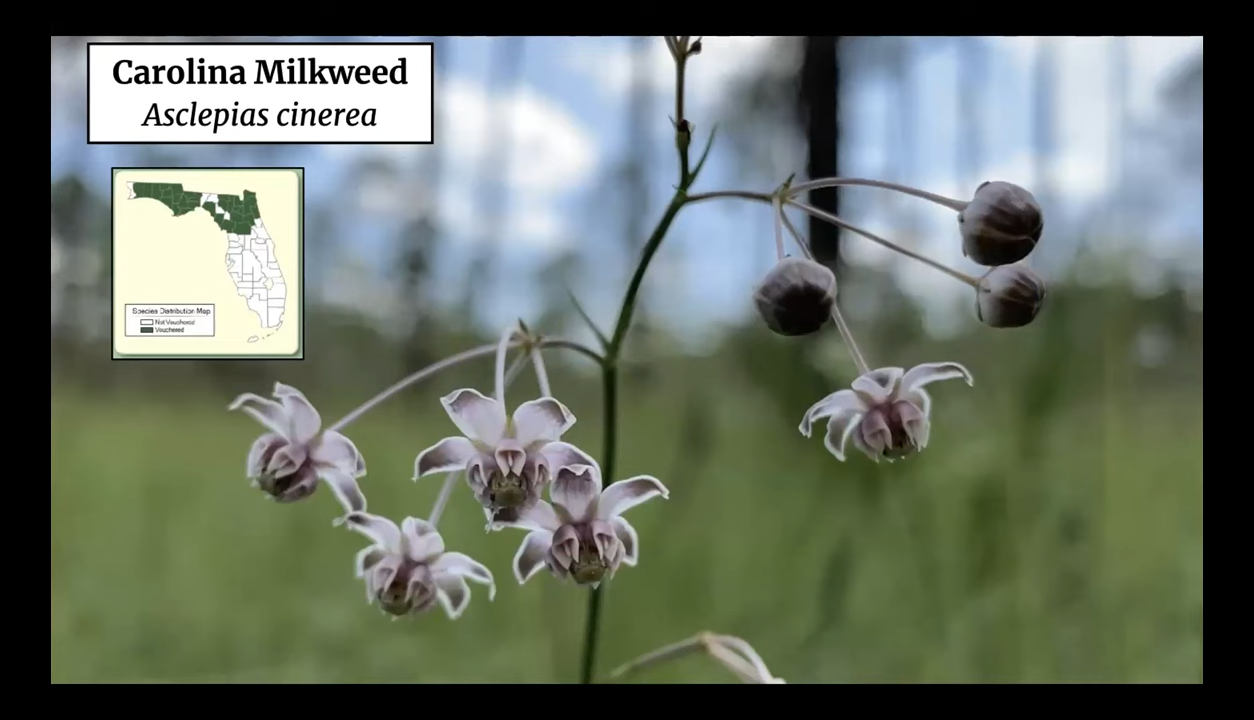 Carolina Milkweed
Asclepias cinerea
Species Distribution Map
Not Vouchered
Vouchered